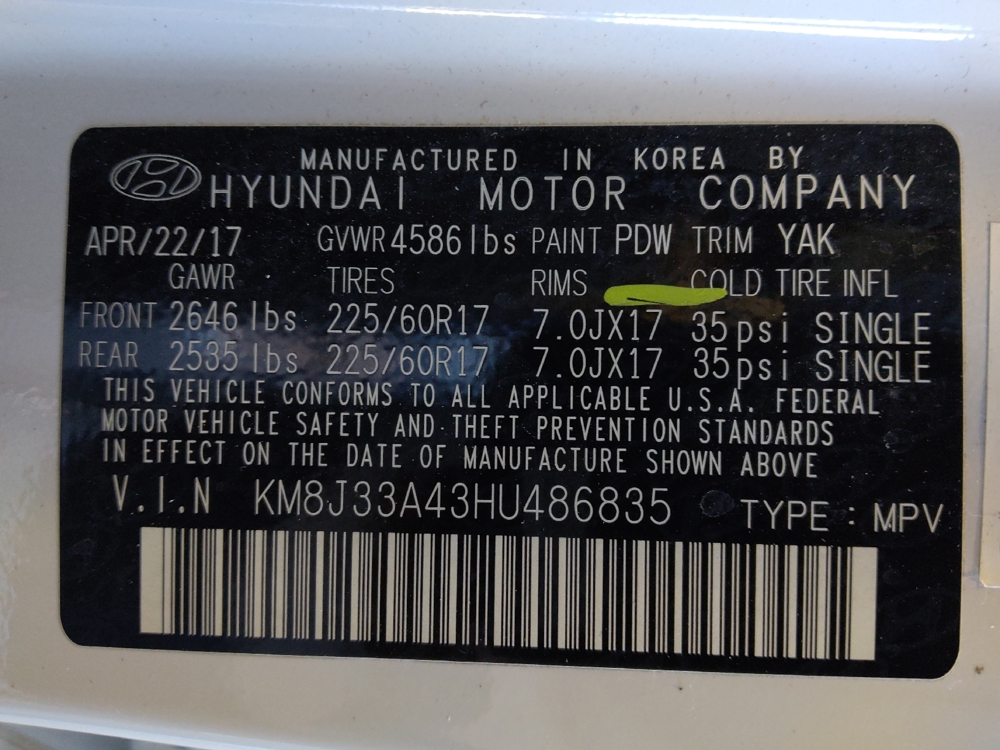 MANUFACTURED IN KOREA BY
HYUNDAI MOTOR COMPANY
APR/22/17 GVWR 4586lbs PAINT PDW TRIM YAK
GAWR TIRES RIMS COLD TIRE INFL
FRONT 2646 lbs 225/60R17 7.0JX17 35psi SINGLE
REAR 2535 lbs 225/60R17 7.0JX17 35psi SINGLE
THIS VEHICLE CONFORMS TO ALL APPLICABLE U.S.A. FEDERAL
MOTOR VEHICLE SAFETY AND THEFT PREVENTION STANDARDS
IN EFFECT ON THE DATE OF MANUFACTURE SHOWN ABOVE
V.I.N KM8J33A43HU486835 TYPE : MPV